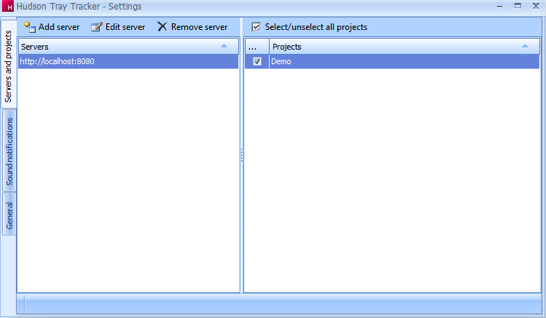 H Hudson Tray Tracker - Settings
Add server Edit server Remove server Select/unselect all projects
Servers ... Projects
http://localhost:8080 Demo
Servers and projects
Sound notifications
General